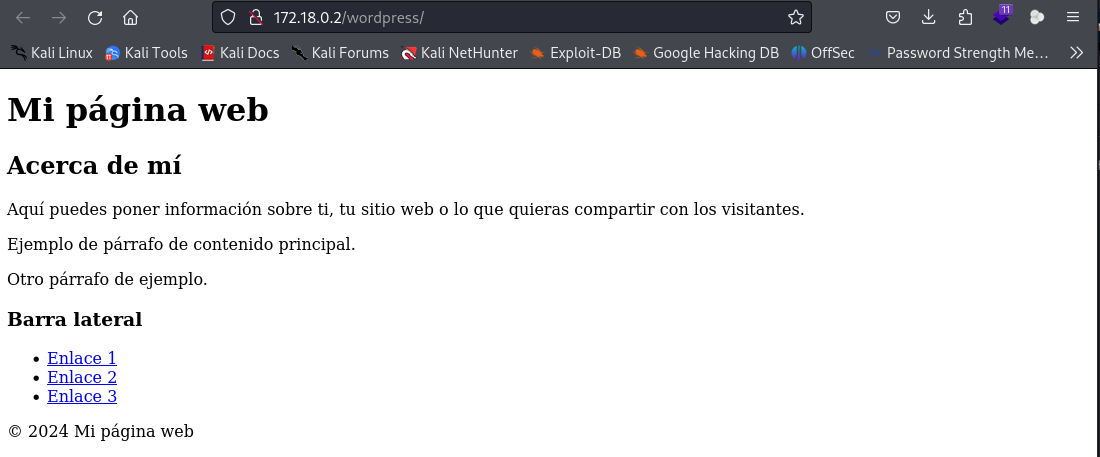 172.18.0.2/wordpress/
11
Kali Linux Kali Tools Kali Docs Kali Forums Kali NetHunter Exploit-DB Google Hacking DB OffSec Password Strength Me…
Mi página web
Acerca de mí
Aquí puedes poner información sobre ti, tu sitio web o lo que quieras compartir con los visitantes.
Ejemplo de párrafo de contenido principal.
Otro párrafo de ejemplo.
Barra lateral
Enlace 1
Enlace 2
Enlace 3
© 2024 Mi página web